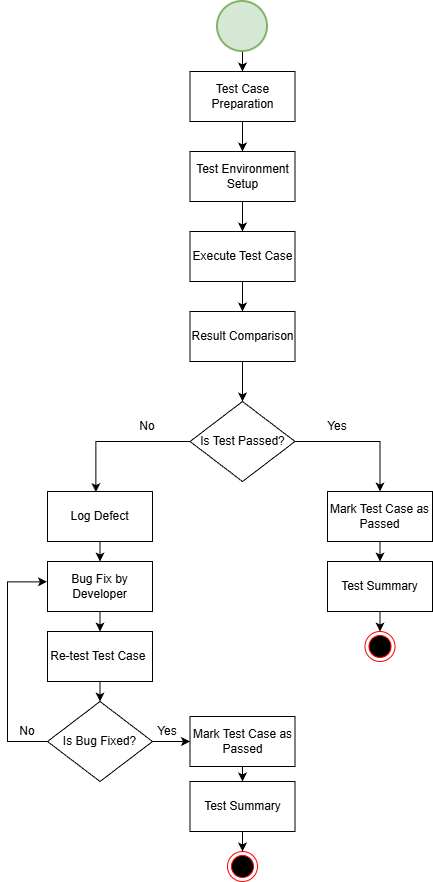 Test Case
Preparation
Test Environment
Setup
Execute Test Case
Result Comparison
No
Is Test Passed?
Yes
Log Defect
Mark Test Case as
Passed
Bug Fix by
Developer
Test Summary
Re-test Test Case
No
Is Bug Fixed?
Yes
Mark Test Case as
Passed
Test Summary